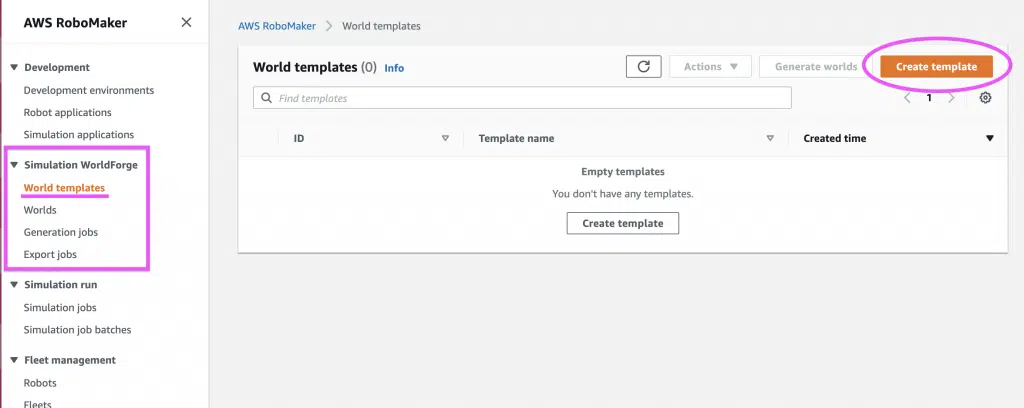 AWS RoboMaker
Development
Development environments
Robot applications
Simulation applications
Simulation WorldForge
World templates
Worlds
Generation jobs
Export jobs
Simulation run
Simulation jobs
Simulation job batches
Fleet management
Robots
Fleets
AWS RoboMaker > World templates
World templates (0) Info
Actions
Generate worlds
Create template
Find templates
1
ID
Template name
Created time
Empty templates
You don't have any templates.
Create template